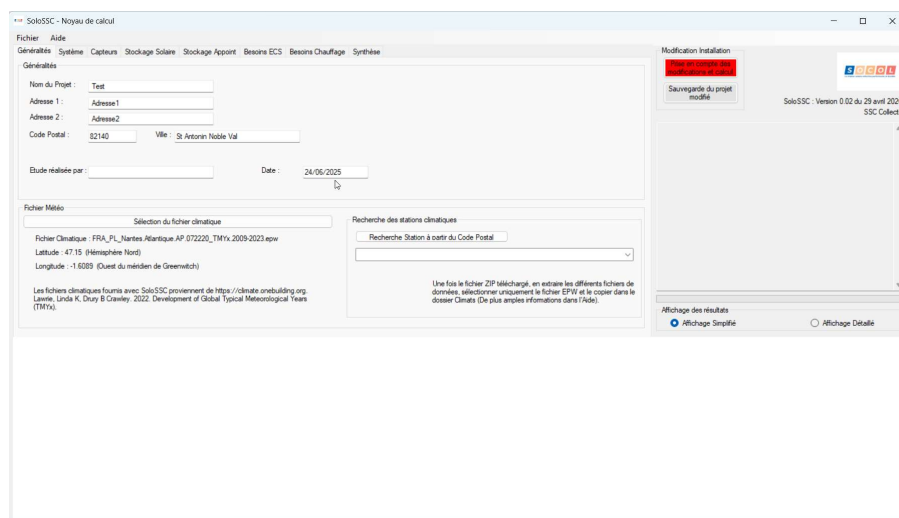 SoloSSC - Noyau de calcul
Fichier Aide
Généralités Système Capteurs Stockage Solaire Stockage Appoint Besoins ECS Besoins Chauffage Synthèse
Généralités
Nom du Projet : Test
Adresse 1 : Adresse1
Adresse 2 : Adresse2
Code Postal : 82140 Ville : St Antonin Noble Val
Etude réalisée par : Date : 24/06/2025
Fichier Météo
Sélection du fichier climatique
Fichier Climatique : FRA_PL_Nantes.Atlantique.AP.072220_TMYx.2009-2023.epw
Latitude : 47.15 (Hémisphère Nord)
Longitude : -1.6089 (Ouest du méridien de Greenwitch)
Les fichiers climatiques fournis avec SoloSSC proviennent de https://climate.onebuilding.org.
Lawrie, Linda K, Drury B Crawley. 2022. Development of Global Typical Meteorological Years
(TMYx).
Recherche des stations climatiques
Recherche Station à partir du Code Postal
Une fois le fichier ZIP téléchargé, en extraire les différents fichiers de
données, sélectionner uniquement le fichier EPW et le copier dans le
dossier Climats (De plus amples informations dans l'Aide).
Modification Installation
Prise en compte des
modifications et calcul
Sauvegarde du projet
modifié
SOCOL
SoloSSC : Version 0.02 du 29 avril 202
SSC Collect
Affichage des résultats
Affichage Simplifié Affichage Détaillé